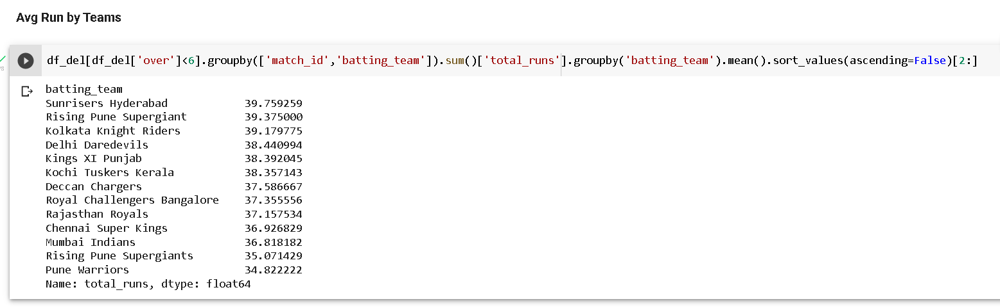 Avg Run by Teams
df_del[df_del['over']<6].groupby(['match_id','batting_team']).sum()['total_runs'].groupby('batting_team').mean().sort_values(ascending=False)[2:]
batting_team
Sunrisers Hyderabad 39.759259
Rising Pune Supergiant 39.375000
Kolkata Knight Riders 39.179775
Delhi Daredevils 38.440994
Kings XI Punjab 38.392045
Kochi Tuskers Kerala 38.357143
Deccan Chargers 37.586667
Royal Challengers Bangalore 37.355556
Rajasthan Royals 37.157534
Chennai Super Kings 36.926829
Mumbai Indians 36.818182
Rising Pune Supergiants 35.071429
Pune Warriors 34.822222
Name: total_runs, dtype: float64